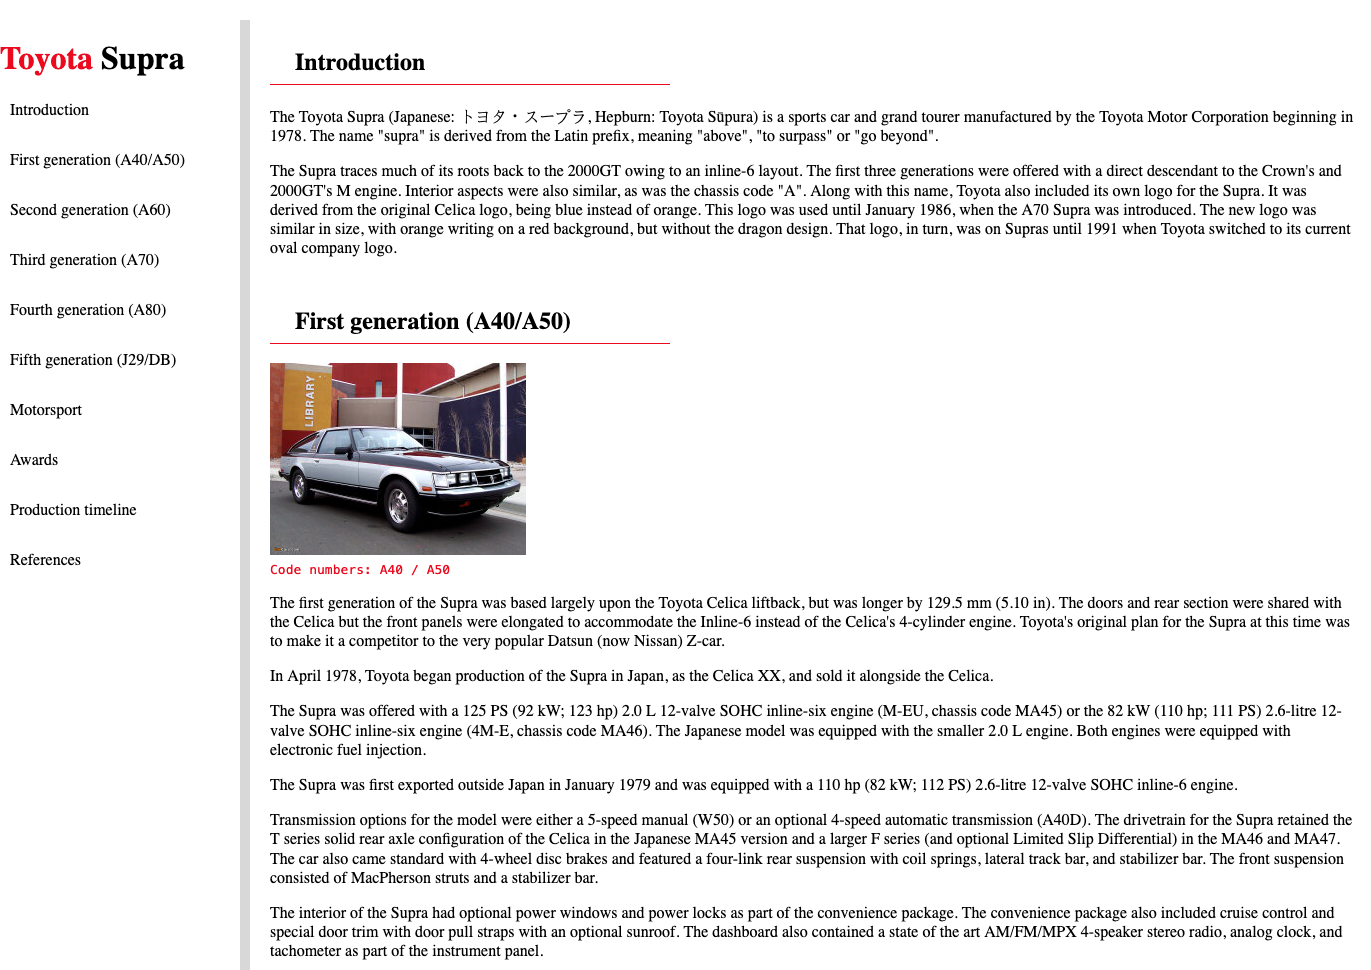 Toyota Supra
Introduction
First generation (A40/A50)
Second generation (A60)
Third generation (A70)
Fourth generation (A80)
Fifth generation (J29/DB)
Motorsport
Awards
Production timeline
References
Introduction
The Toyota Supra (Japanese: トヨタ・スープラ, Hepburn: Toyota Sūpura) is a sports car and grand tourer manufactured by the Toyota Motor Corporation beginning in
1978. The name "supra" is derived from the Latin prefix, meaning "above", "to surpass" or "go beyond".
The Supra traces much of its roots back to the 2000GT owing to an inline-6 layout. The first three generations were offered with a direct descendant to the Crown's and
2000GT's M engine. Interior aspects were also similar, as was the chassis code "A". Along with this name, Toyota also included its own logo for the Supra. It was
derived from the original Celica logo, being blue instead of orange. This logo was used until January 1986, when the A70 Supra was introduced. The new logo was
similar in size, with orange writing on a red background, but without the dragon design. That logo, in turn, was on Supras until 1991 when Toyota switched to its current
oval company logo.
First generation (A40/A50)
LIBRARY
Code numbers: A40 / A50
The first generation of the Supra was based largely upon the Toyota Celica liftback, but was longer by 129.5 mm (5.10 in). The doors and rear section were shared with
the Celica but the front panels were elongated to accommodate the Inline-6 instead of the Celica's 4-cylinder engine. Toyota's original plan for the Supra at this time was
to make it a competitor to the very popular Datsun (now Nissan) Z-car.
In April 1978, Toyota began production of the Supra in Japan, as the Celica XX, and sold it alongside the Celica.
The Supra was offered with a 125 PS (92 kW; 123 hp) 2.0 L 12-valve SOHC inline-six engine (M-EU, chassis code MA45) or the 82 kW (110 hp; 111 PS) 2.6-litre 12-
valve SOHC inline-six engine (4M-E, chassis code MA46). The Japanese model was equipped with the smaller 2.0 L engine. Both engines were equipped with
electronic fuel injection.
The Supra was first exported outside Japan in January 1979 and was equipped with a 110 hp (82 kW; 112 PS) 2.6-litre 12-valve SOHC inline-6 engine.
Transmission options for the model were either a 5-speed manual (W50) or an optional 4-speed automatic transmission (A40D). The drivetrain for the Supra retained the
T series solid rear axle configuration of the Celica in the Japanese MA45 version and a larger F series (and optional Limited Slip Differential) in the MA46 and MA47.
The car also came standard with 4-wheel disc brakes and featured a four-link rear suspension with coil springs, lateral track bar, and stabilizer bar. The front suspension
consisted of MacPherson struts and a stabilizer bar.
The interior of the Supra had optional power windows and power locks as part of the convenience package. The convenience package also included cruise control and
special door trim with door pull straps with an optional sunroof. The dashboard also contained a state of the art AM/FM/MPX 4-speaker stereo radio, analog clock, and
tachometer as part of the instrument panel.